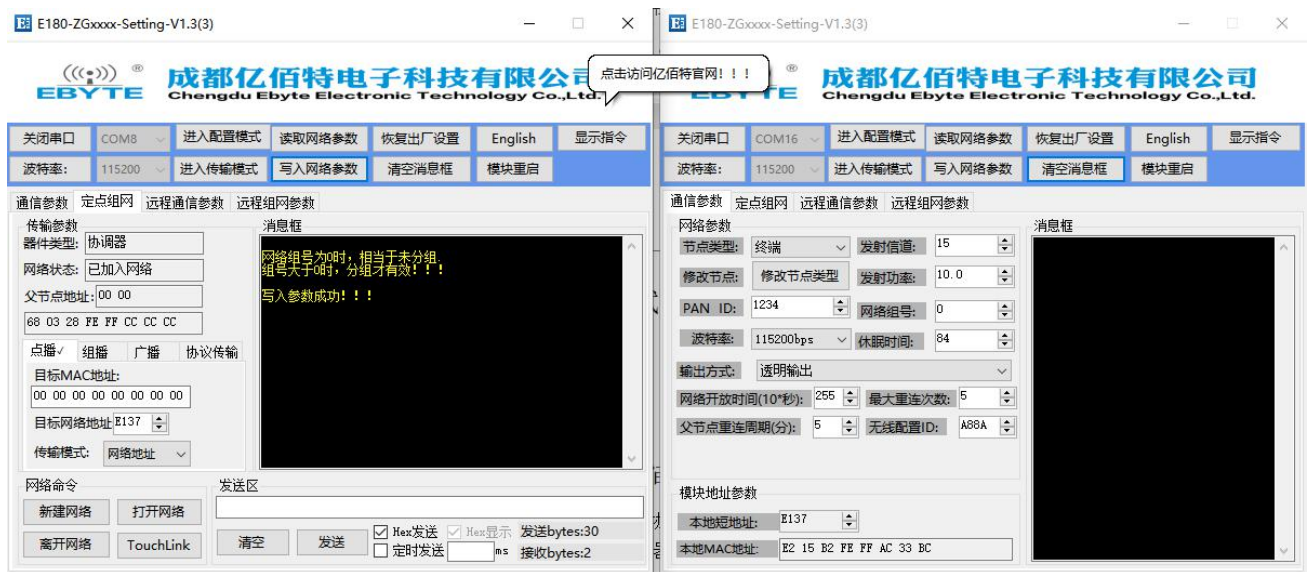 E180-ZGxxxx-Setting-V1.3(3)
EBYTE ®
成都亿佰特电子科技有限公司
Chengdu Ebyte Electronic Technology Co.,Ltd.
点击访问亿佰特官网！！！
关闭串口 COM8 进入配置模式 读取网络参数 恢复出厂设置 English 显示指令
波特率: 115200 进入传输模式 写入网络参数 清空消息框 模块重启
通信参数 定点组网 远程通信参数 远程组网参数
传输参数
器件类型: 协调器
网络状态: 已加入网络
父节点地址: 00 00
68 03 28 FE FF CC CC CC
点播✓ 组播 广播 协议传输
目标MAC地址:
00 00 00 00 00 00 00 00
目标网络地址 E137
传输模式: 网络地址
消息框
网络组号为0时，相当于未分组.
组号大于0时，分组才有效！！！
写入参数成功！！！
网络命令
新建网络 打开网络
离开网络 TouchLink
发送区
清空 发送
Hex发送 Hex显示 发送bytes:30
定时发送 ms 接收bytes:2
E180-ZGxxxx-Setting-V1.3(3)
EBYTE ®
成都亿佰特电子科技有限公司
Chengdu Ebyte Electronic Technology Co.,Ltd.
关闭串口 COM16 进入配置模式 读取网络参数 恢复出厂设置 English 显示指令
波特率: 115200 进入传输模式 写入网络参数 清空消息框 模块重启
通信参数 定点组网 远程通信参数 远程组网参数
网络参数
节点类型: 终端 发射信道: 15
修改节点: 修改节点类型 发射功率: 10.0
PAN ID: 1234 网络组号: 0
波特率: 115200bps 休眠时间: 84
输出方式: 透明输出
网络开放时间(10*秒): 255 最大重连次数: 5
父节点重连周期(分): 5 无线配置ID: A88A
模块地址参数
本地短地址: E137
本地MAC地址: E2 15 B2 FE FF AC 33 BC
消息框